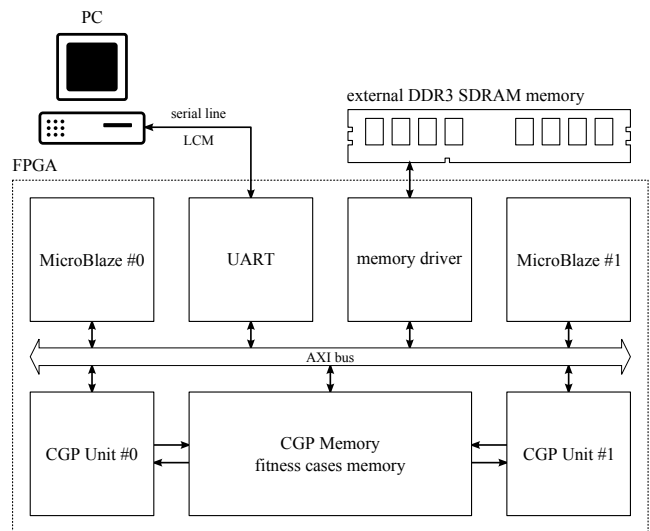 PC
external DDR3 SDRAM memory
serial line
LCM
FPGA
MicroBlaze #0
UART
memory driver
MicroBlaze #1
AXI bus
CGP Unit #0
CGP Memory
fitness cases memory
CGP Unit #1